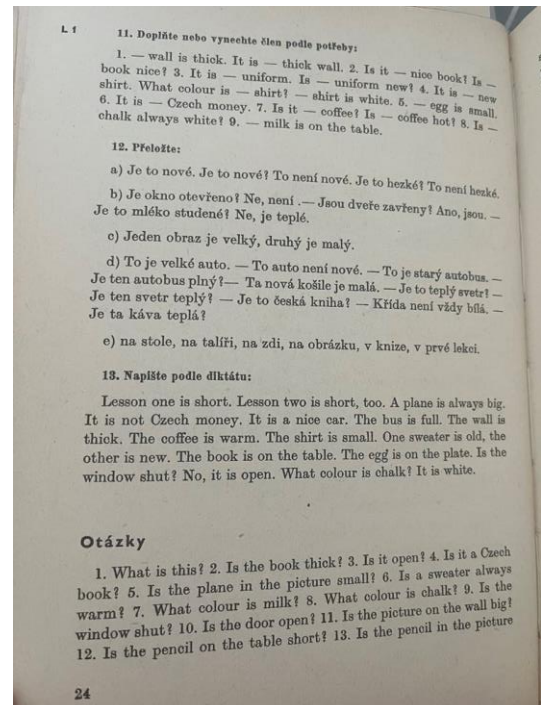 L 1
11. Doplňte nebo vynechte člen podle potřeby:
1. — wall is thick. It is — thick wall. 2. Is it — nice book? Is —
book nice? 3. It is — uniform. Is — uniform new? 4. It is — new
shirt. What colour is — shirt? — shirt is white. 5. — egg is small.
6. It is — Czech money. 7. Is it — coffee? Is — coffee hot? 8. Is —
chalk always white? 9. — milk is on the table.
12. Přeložte:
a) Je to nové. Je to nové? To není nové. Je to hezké? To není hezké.
b) Je okno otevřeno? Ne, není .— Jsou dveře zavřeny? Ano, jsou. —
Je to mléko studené? Ne, je teplé.
c) Jeden obraz je velký, druhý je malý.
d) To je velké auto. — To auto není nové. — To je starý autobus. —
Je ten autobus plný? — Ta nová košile je malá. — Je to teplý svetr? —
Je ten svetr teplý? — Je to česká kniha? — Křída není vždy bílá. —
Je ta káva teplá?
e) na stole, na talíři, na zdi, na obrázku, v knize, v prvé lekci.
13. Napište podle diktátu:
Lesson one is short. Lesson two is short, too. A plane is always big.
It is not Czech money. It is a nice car. The bus is full. The wall is
thick. The coffee is warm. The shirt is small. One sweater is old, the
other is new. The book is on the table. The egg is on the plate. Is the
window shut? No, it is open. What colour is chalk? It is white.
Otázky
1. What is this? 2. Is the book thick? 3. Is it open? 4. Is it a Czech
book? 5. Is the plane in the picture small? 6. Is a sweater always
warm? 7. What colour is milk? 8. What colour is chalk? 9. Is the
window shut? 10. Is the door open? 11. Is the picture on the wall big?
12. Is the pencil on the table short? 13. Is the pencil in the picture
24